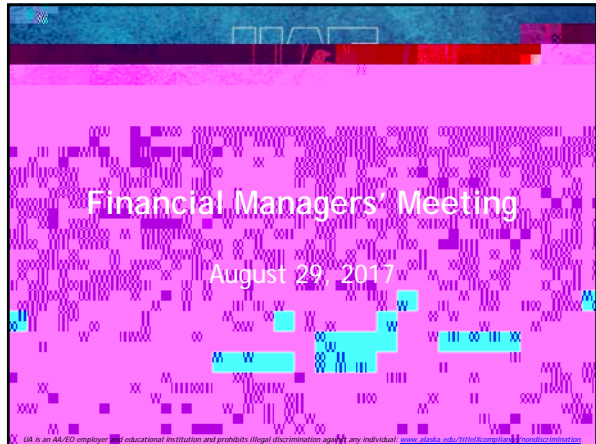 UAF
Financial Managers' Meeting
August 29, 2017
UA is an AA/EO employer and educational institution and prohibits illegal discrimination against any individual: www.alaska.edu/titleIXcompliance/nondiscrimination.